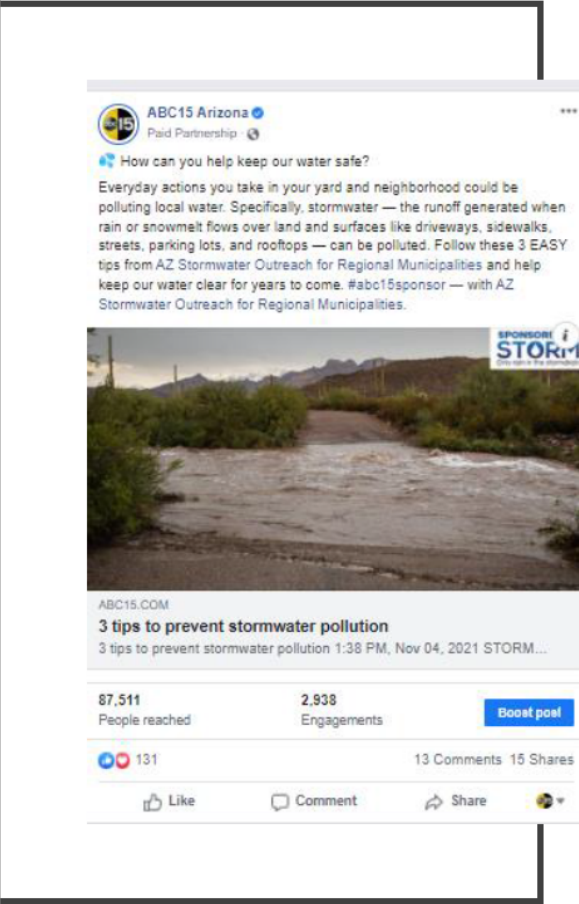 15
ABC15 Arizona
Paid Partnership ·
How can you help keep our water safe?
Everyday actions you take in your yard and neighborhood could be
polluting local water. Specifically, stormwater — the runoff generated when
rain or snowmelt flows over land and surfaces like driveways, sidewalks,
streets, parking lots, and rooftops — can be polluted. Follow these 3 EASY
tips from AZ Stormwater Outreach for Regional Municipalities and help
keep our water clear for years to come. #abc15sponsor — with AZ
Stormwater Outreach for Regional Municipalities.
SPONSOR
i
STORM
Only rain in the
ABC15.COM
3 tips to prevent stormwater pollution
3 tips to prevent stormwater pollution 1:38 PM, Nov 04, 2021 STORM...
87,511 2,938
People reached Engagements Boost post
131 13 Comments 15 Shares
Like Comment Share